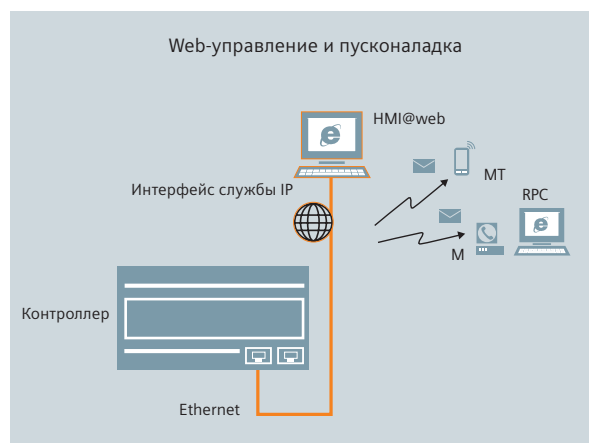 Web-управление и пусконаладка
HMI@web
MT
Интерфейс службы IP
RPC
M
Контроллер
Ethernet